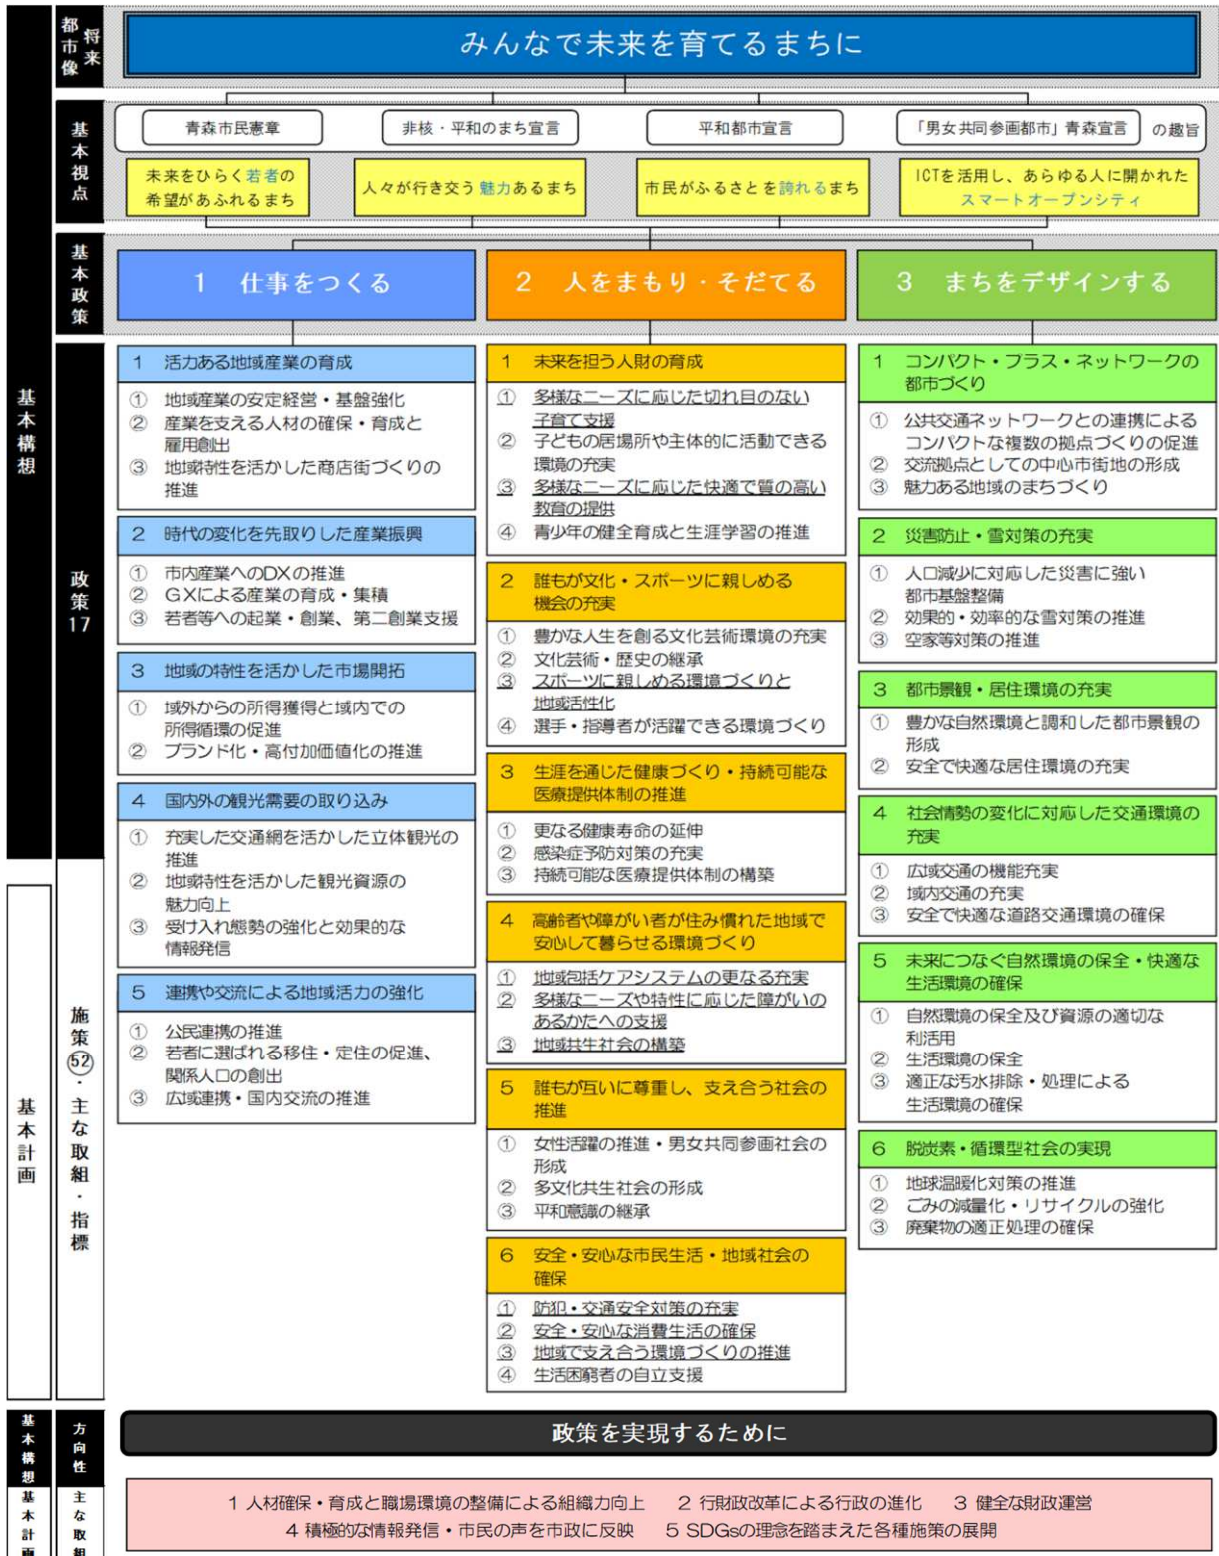 将来
都市像
みんなで未来を育てるまちに
基本視点
青森市民憲章
非核・平和のまち宣言
平和都市宣言
「男女共同参画都市」青森宣言
の趣旨
未来をひらく若者の
希望があふれるまち
人々が行き交う魅力あるまち
市民がふるさとを誇れるまち
ICTを活用し、あらゆる人に開かれた
スマートオープンシティ
基本政策
基本構想
政策17
基本計画
施策52・主な取組・指標
1 仕事をつくる
1 活力ある地域産業の育成
① 地域産業の安定経営・基盤強化
② 産業を支える人材の確保・育成と
雇用創出
③ 地域特性を活かした商店街づくりの
推進
2 時代の変化を先取りした産業振興
① 市内産業へのDXの推進
② GXによる産業の育成・集積
③ 若者等への起業・創業、第二創業支援
3 地域の特性を活かした市場開拓
① 域外からの所得獲得と域内での
所得循環の促進
② ブランド化・高付加価値化の推進
4 国内外の観光需要の取り込み
① 充実した交通網を活かした立体観光の
推進
② 地域特性を活かした観光資源の
魅力向上
③ 受け入れ態勢の強化と効果的な
情報発信
5 連携や交流による地域活力の強化
① 公民連携の推進
② 若者に選ばれる移住・定住の促進、
関係人口の創出
③ 広域連携・国内交流の推進
2 人をまもり・そだてる
1 未来を担う人財の育成
① 多様なニーズに応じた切れ目のない
子育て支援
② 子どもの居場所や主体的に活動できる
環境の充実
③ 多様なニーズに応じた快適で質の高い
教育の提供
④ 青少年の健全育成と生涯学習の推進
2 誰もが文化・スポーツに親しめる
機会の充実
① 豊かな人生を創る文化芸術環境の充実
② 文化芸術・歴史の継承
③ スポーツに親しめる環境づくりと
地域活性化
④ 選手・指導者が活躍できる環境づくり
3 生涯を通じた健康づくり・持続可能な
医療提供体制の推進
① 更なる健康寿命の延伸
② 感染症予防対策の充実
③ 持続可能な医療提供体制の構築
4 高齢者や障がい者が住み慣れた地域で
安心して暮らせる環境づくり
① 地域包括ケアシステムの更なる充実
② 多様なニーズや特性に応じた障がいの
あるかたへの支援
③ 地域共生社会の構築
5 誰もが互いに尊重し、支え合う社会の
推進
① 女性活躍の推進・男女共同参画社会の
形成
② 多文化共生社会の形成
③ 平和意識の継承
6 安全・安心な市民生活・地域社会の
確保
① 防犯・交通安全対策の充実
② 安全・安心な消費生活の確保
③ 地域で支え合う環境づくりの推進
④ 生活困窮者の自立支援
3 まちをデザインする
1 コンパクト・プラス・ネットワークの
都市づくり
① 公共交通ネットワークとの連携による
コンパクトな複数の拠点づくりの促進
② 交流拠点としての中心市街地の形成
③ 魅力ある地域のまちづくり
2 災害防止・雪対策の充実
① 人口減少に対応した災害に強い
都市基盤整備
② 効果的・効率的な雪対策の推進
③ 空家等対策の推進
3 都市景観・居住環境の充実
① 豊かな自然環境と調和した都市景観の
形成
② 安全で快適な居住環境の充実
4 社会情勢の変化に対応した交通環境の
充実
① 広域交通の機能充実
② 域内交通の充実
③ 安全で快適な道路交通環境の確保
5 未来につなぐ自然環境の保全・快適な
生活環境の確保
① 自然環境の保全及び資源の適切な
利活用
② 生活環境の保全
③ 適正な汚水排除・処理による
生活環境の確保
6 脱炭素・循環型社会の実現
① 地球温暖化対策の推進
② ごみの減量化・リサイクルの強化
③ 廃棄物の適正処理の確保
基本構想
方向性
政策を実現するために
基本計画
主な取組
1 人材確保・育成と職場環境の整備による組織力向上 2 行財政改革による行政の進化 3 健全な財政運営
4 積極的な情報発信・市民の声を市政に反映 5 SDGsの理念を踏まえた各種施策の展開